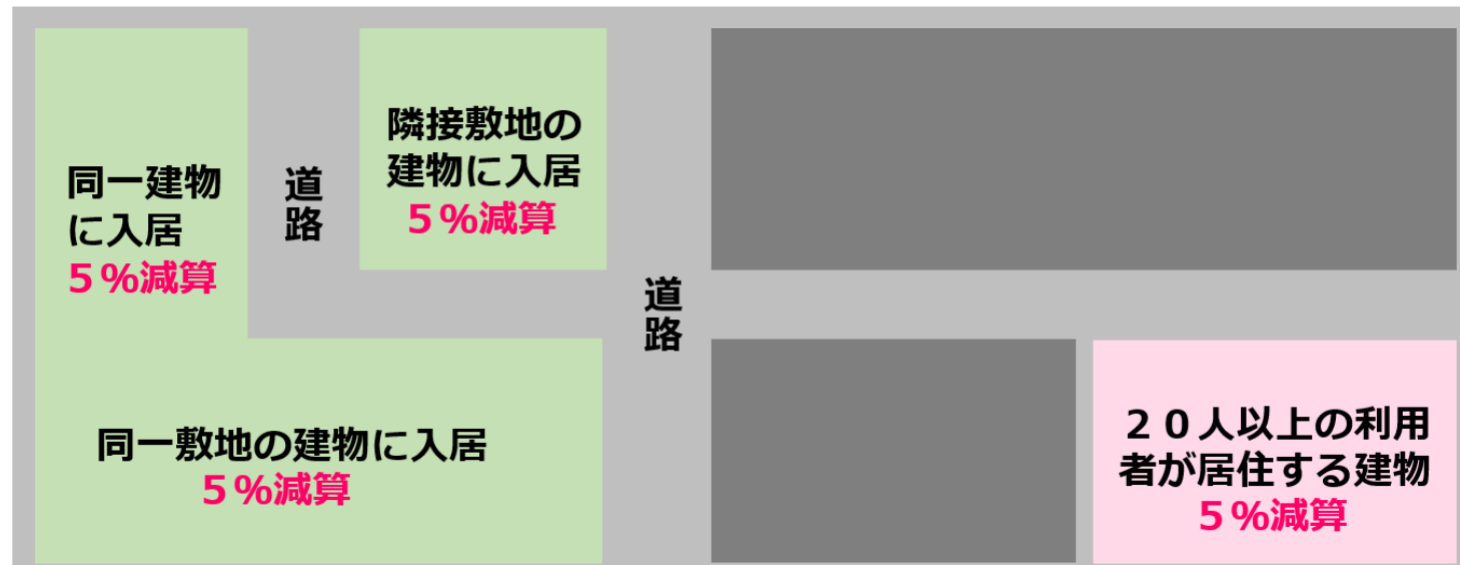 同一建物
に入居
５％減算
道路
隣接敷地の
建物に入居
５％減算
道路
同一敷地の建物に入居
５％減算
２０人以上の利用
者が居住する建物
５％減算